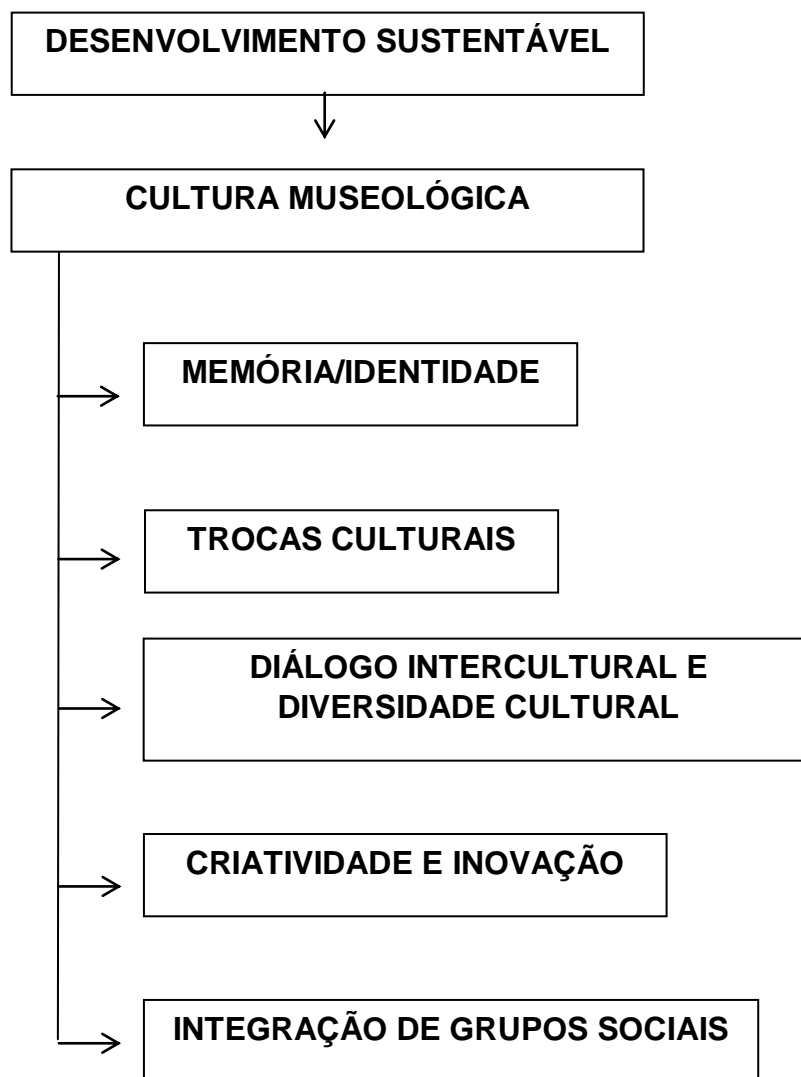 DESENVOLVIMENTO SUSTENTÁVEL
CULTURA MUSEOLÓGICA
MEMÓRIA/IDENTIDADE
TROCAS CULTURAIS
DIÁLOGO INTERCULTURAL E
DIVERSIDADE CULTURAL
CRIATIVIDADE E INOVAÇÃO
INTEGRAÇÃO DE GRUPOS SOCIAIS